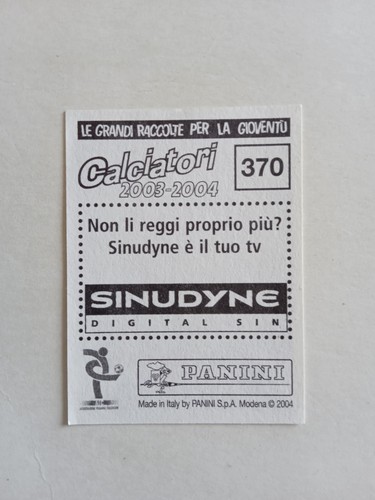 LE GRANDI RACCOLTE PER LA GIOVENTÙ
Calciatori
2003-2004
370
Non li reggi proprio più?
Sinudyne è il tuo tv
SINUDYNE
DIGITAL SIN
PANINI
Made in Italy by PANINI S.p.A. Modena © 2004